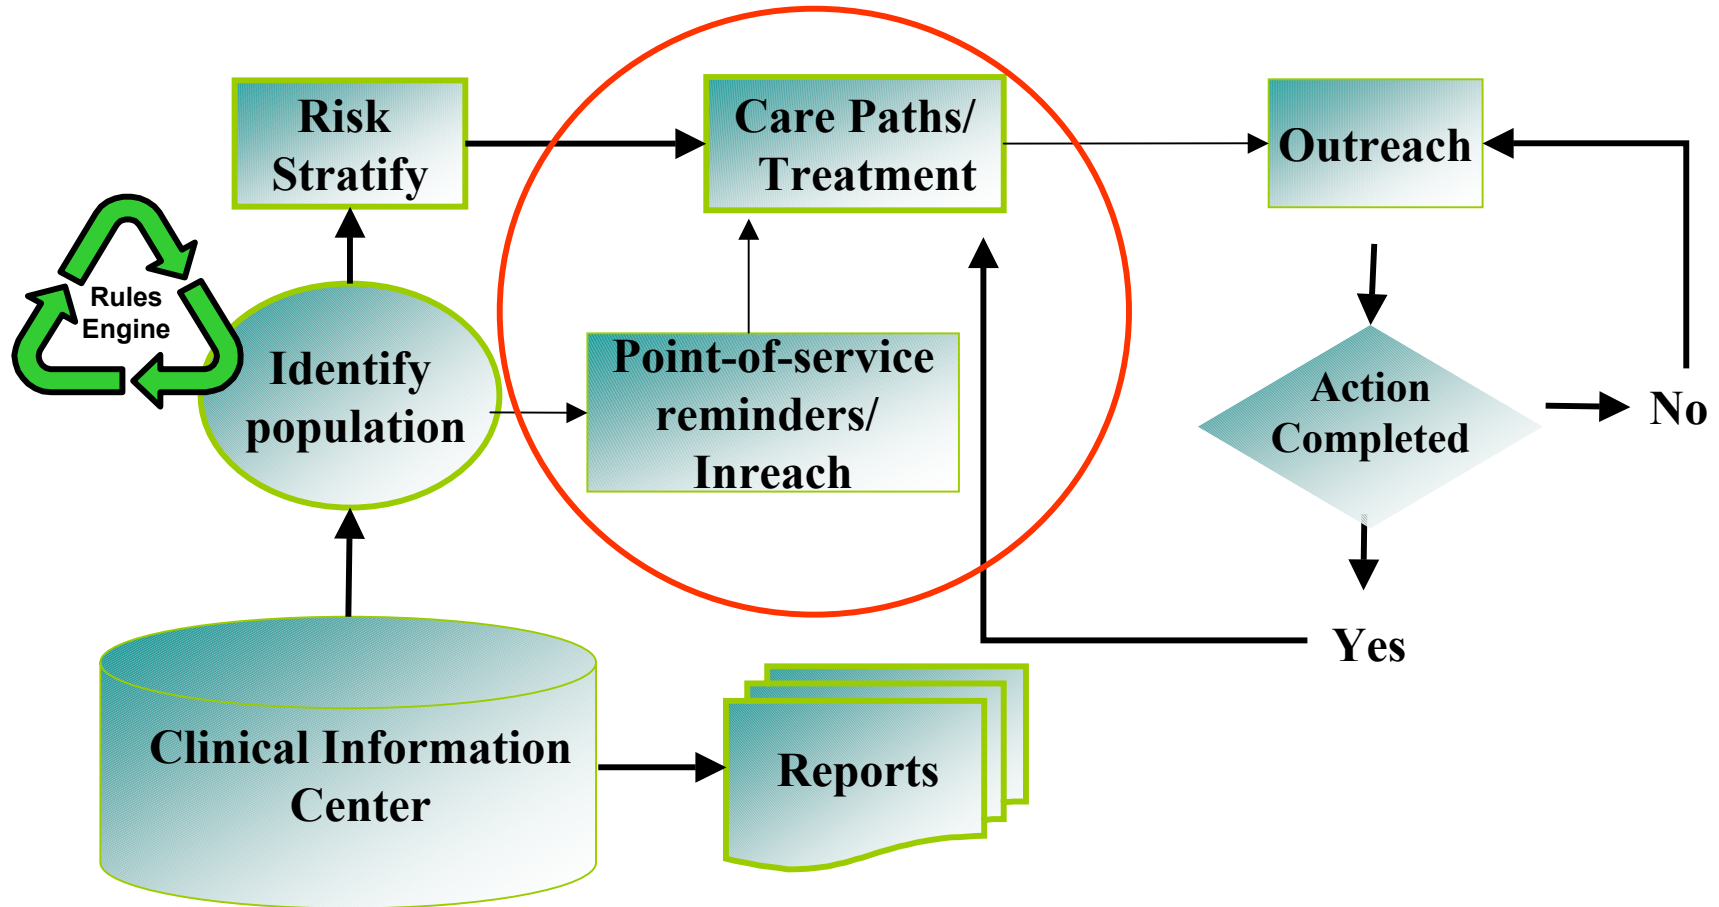 Risk
Stratify
Care Paths/
Treatment
Outreach
Rules
Engine
Identify
population
Point-of-service
reminders/
Inreach
Action
Completed
No
Yes
Clinical Information
Center
Reports